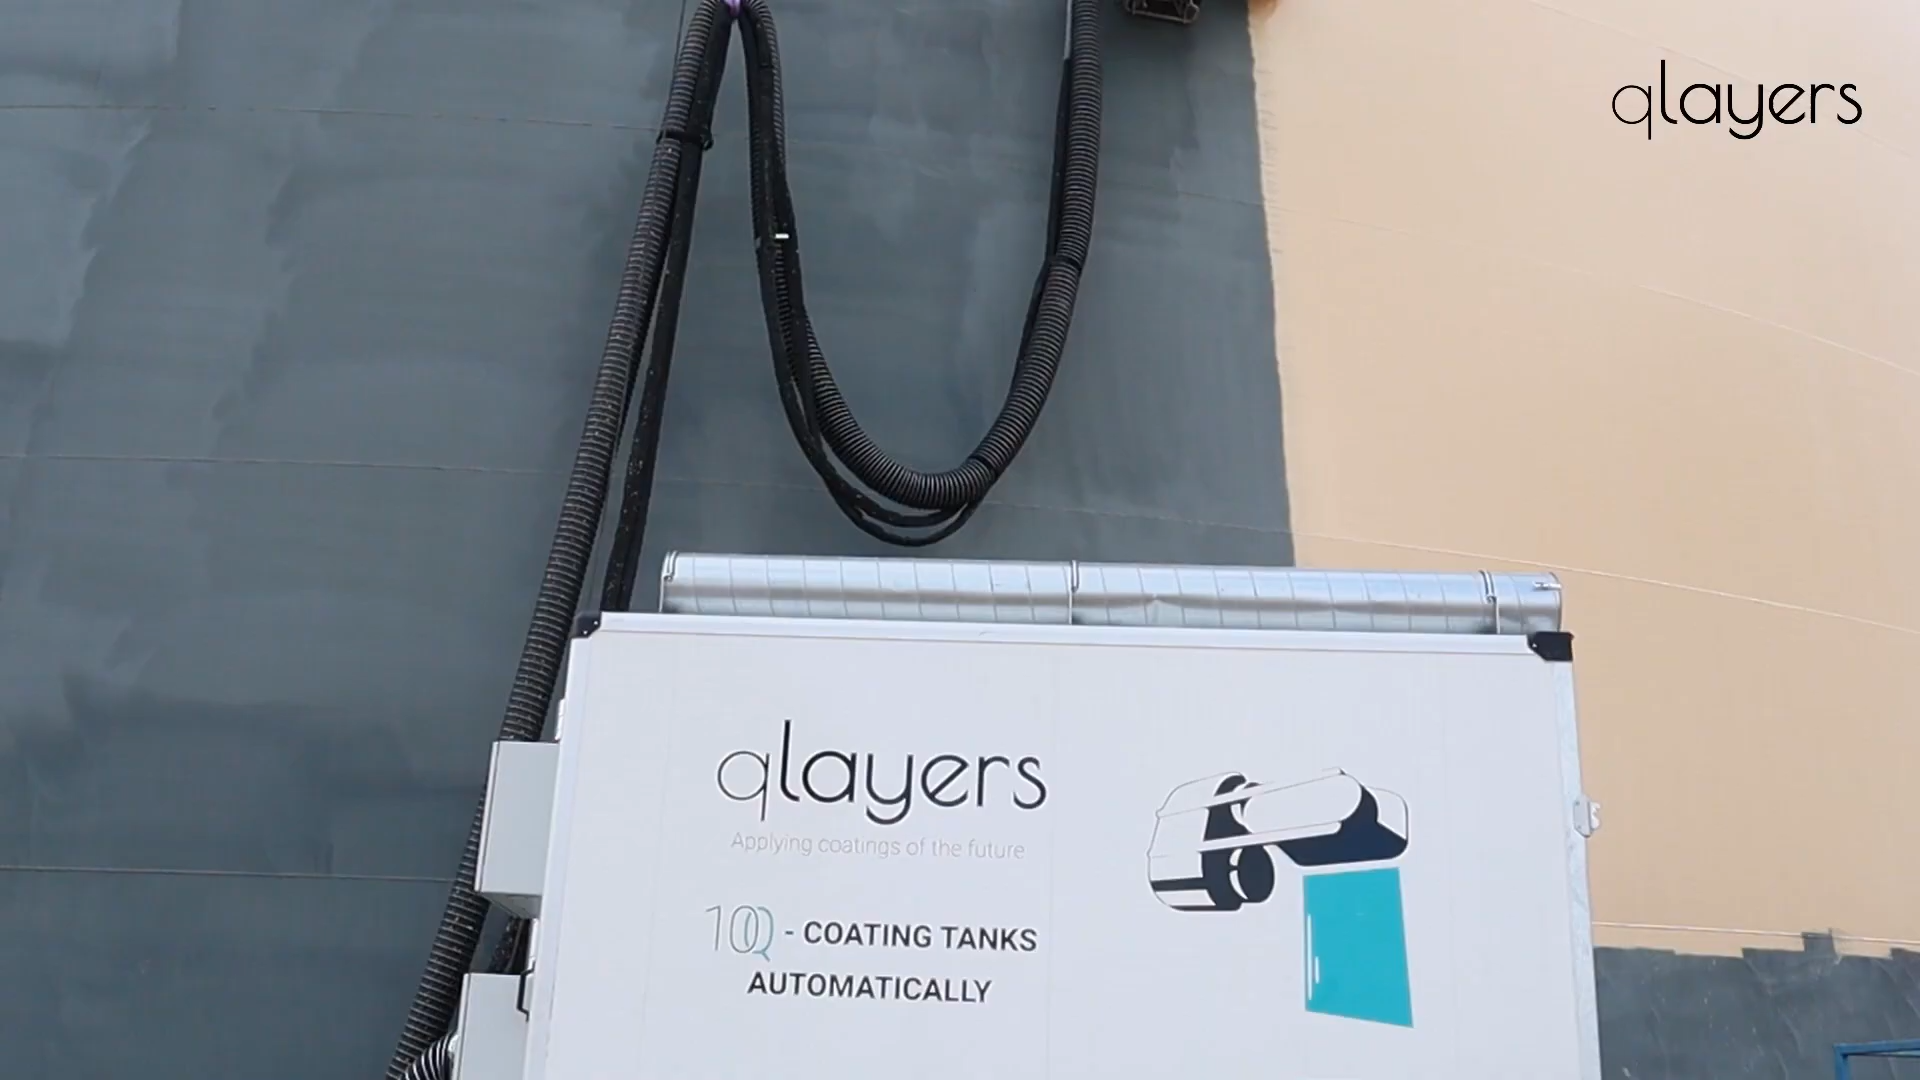 qlayers
qlayers
Applying coatings of the future
10Q - COATING TANKS
AUTOMATICALLY